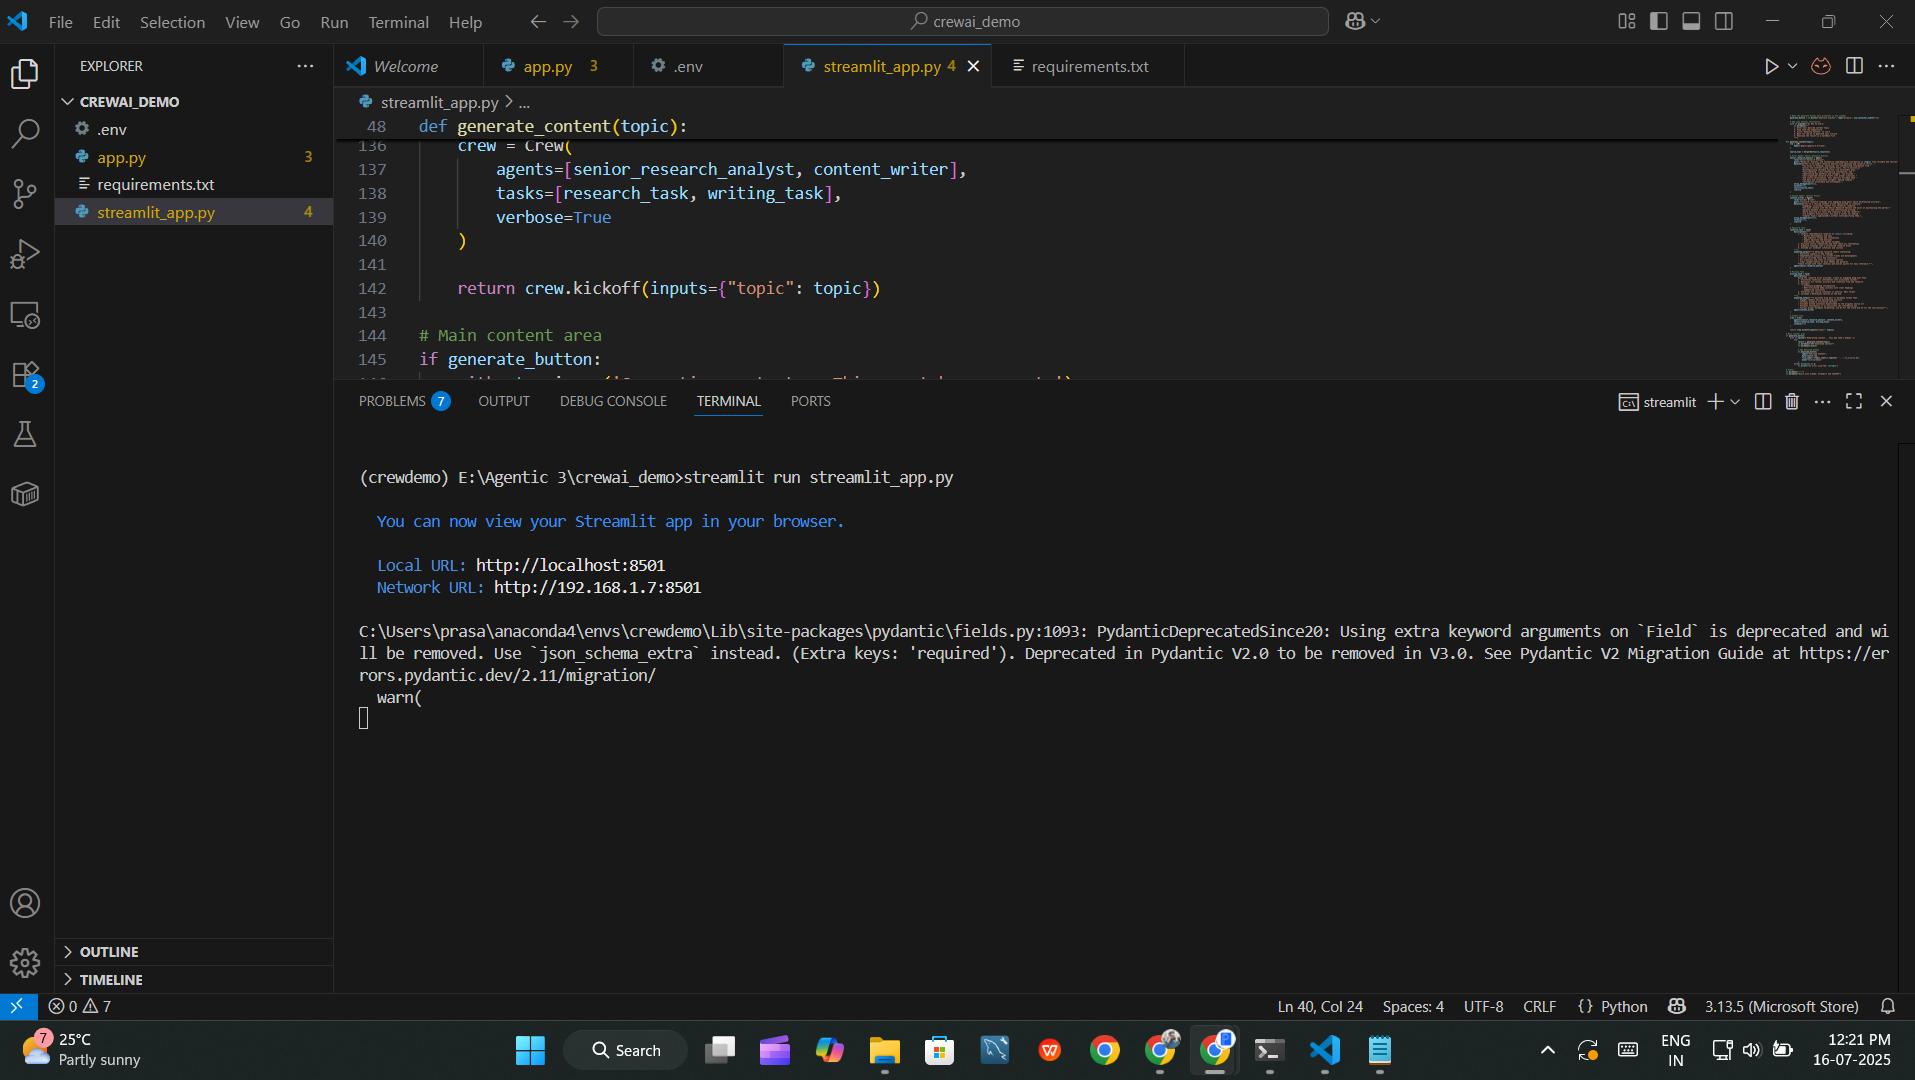 File Edit Selection View Go Run Terminal Help
crewai_demo
EXPLORER
Welcome
app.py 3
.env
streamlit_app.py 4
requirements.txt
CREWAI_DEMO
.env
app.py 3
requirements.txt
streamlit_app.py 4
streamlit_app.py > ...
48 def generate_content(topic):
136 crew = Crew(
137 agents=[senior_research_analyst, content_writer],
138 tasks=[research_task, writing_task],
139 verbose=True
140 )
141
142 return crew.kickoff(inputs={"topic": topic})
143
144 # Main content area
145 if generate_button:
PROBLEMS 7 OUTPUT DEBUG CONSOLE TERMINAL PORTS
streamlit
(crewdemo) E:\Agentic 3\crewai_demo>streamlit run streamlit_app.py
You can now view your Streamlit app in your browser.
Local URL: http://localhost:8501
Network URL: http://192.168.1.7:8501
C:\Users\prasa\anaconda4\envs\crewdemo\Lib\site-packages\pydantic\fields.py:1093: PydanticDeprecatedSince20: Using extra keyword arguments on `Field` is deprecated and wi
ll be removed. Use `json_schema_extra` instead. (Extra keys: 'required'). Deprecated in Pydantic V2.0 to be removed in V3.0. See Pydantic V2 Migration Guide at https://er
rors.pydantic.dev/2.11/migration/
warn(
2
OUTLINE
TIMELINE
0 7
Ln 40, Col 24 Spaces: 4 UTF-8 CRLF {} Python 3.13.5 (Microsoft Store)
7
25°C
Partly sunny
Search
ENG
IN
12:21 PM
16-07-2025